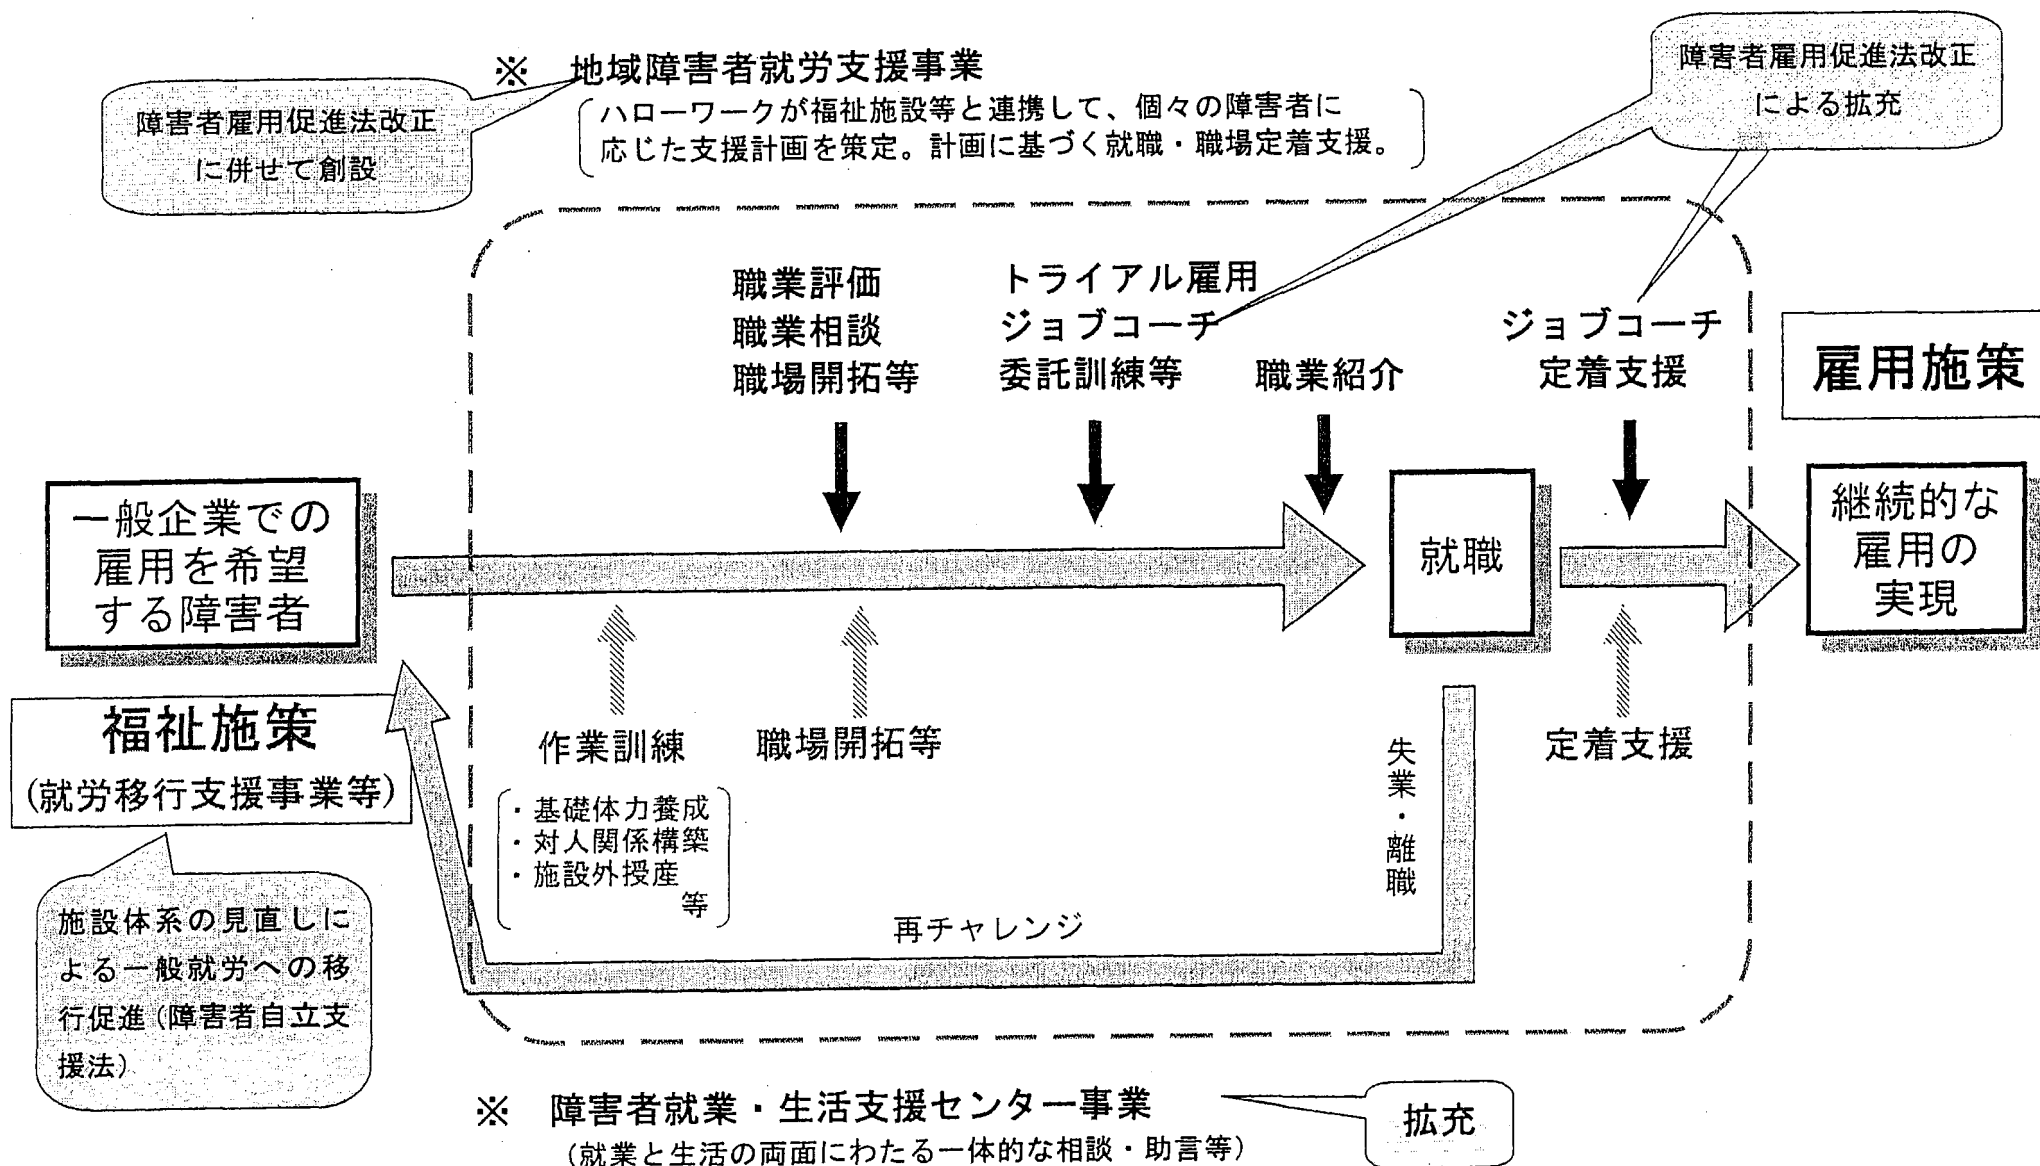 ※ 地域障害者就労支援事業
ハローワークが福祉施設等と連携して、個々の障害者に
応じた支援計画を策定。計画に基づく就職・職場定着支援。
障害者雇用促進法改正
に併せて創設
障害者雇用促進法改正
による拡充
職業評価
職業相談
職場開拓等
トライアル雇用
ジョブコーチ
委託訓練等
職業紹介
ジョブコーチ
定着支援
雇用施策
一般企業での
雇用を希望
する障害者
就職
継続的な
雇用の
実現
福祉施策
(就労移行支援事業等)
作業訓練
・基礎体力養成
・対人関係構築
・施設外授産
等
職場開拓等
定着支援
失業・離職
再チャレンジ
施設体系の見直しに
よる一般就労への移
行促進(障害者自立支
援法)
※ 障害者就業・生活支援センター事業
(就業と生活の両面にわたる一体的な相談・助言等)
拡充